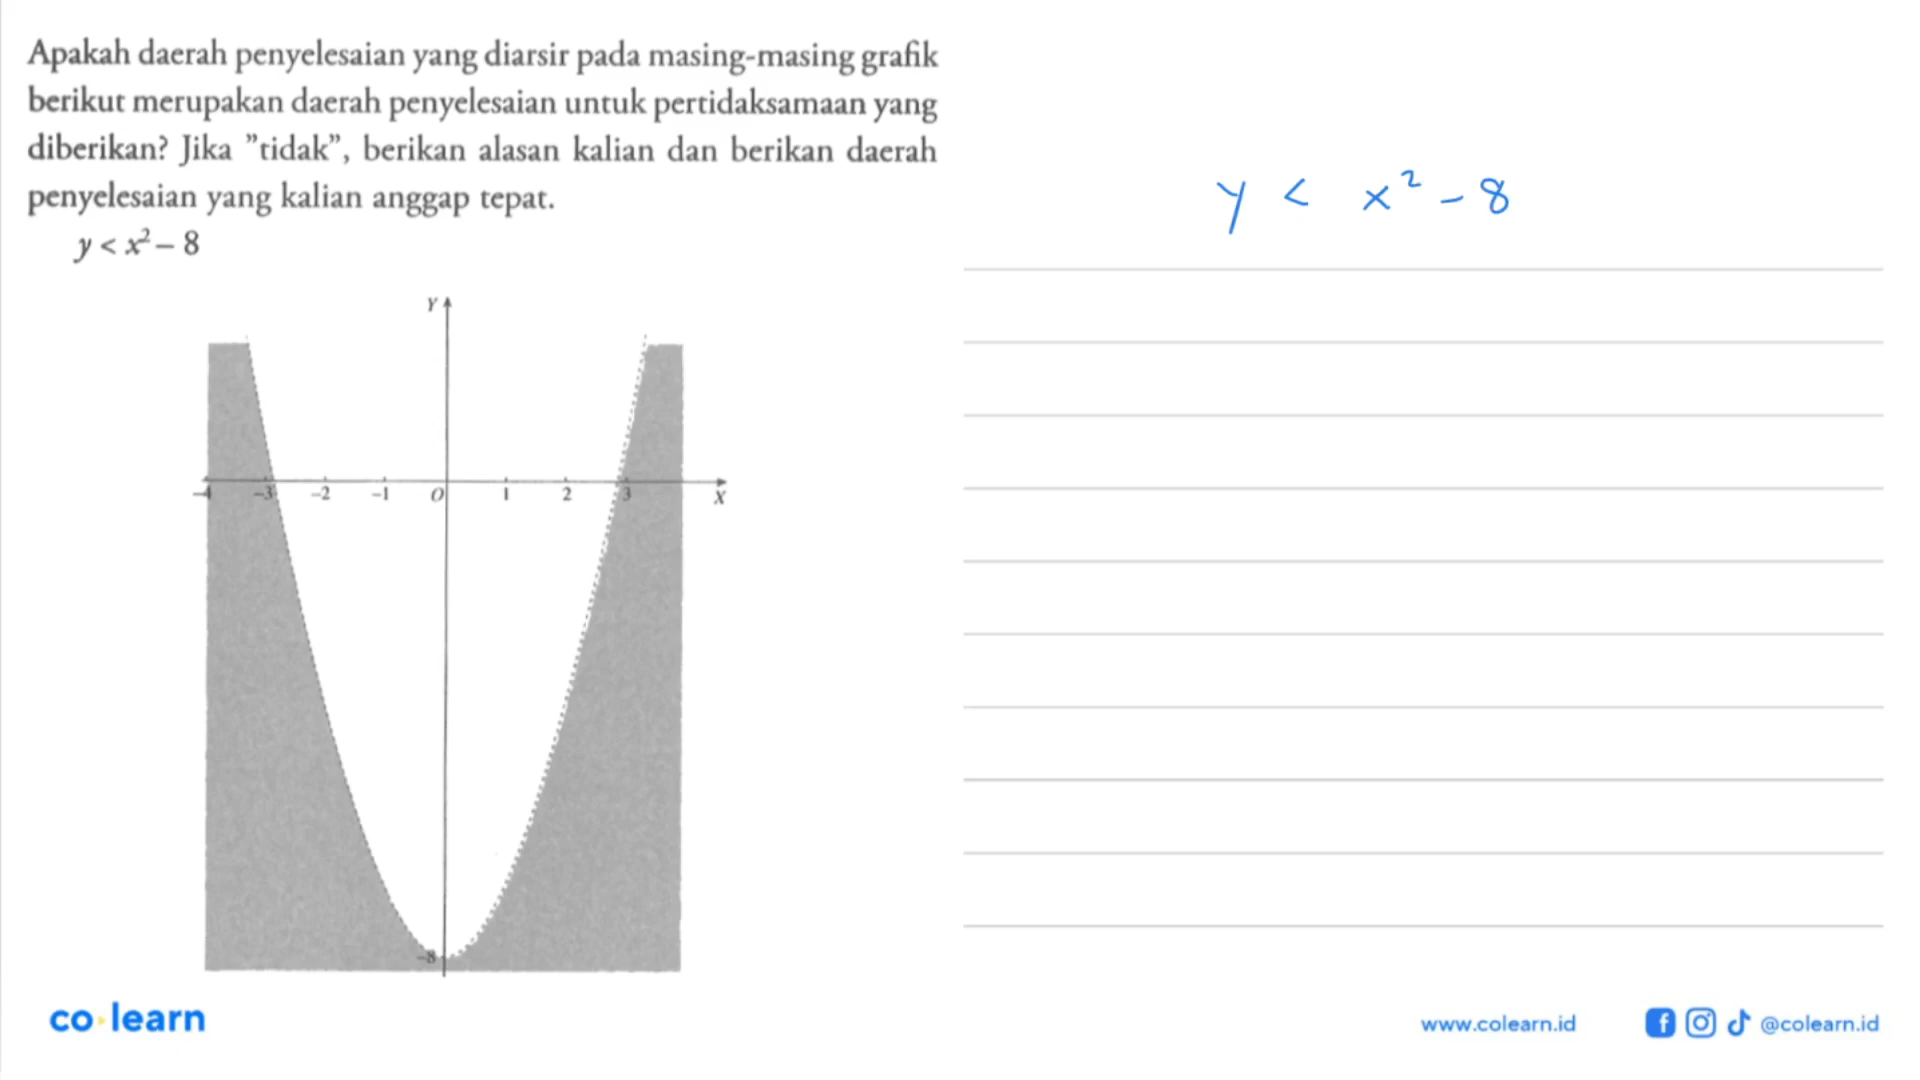 Apakah daerah penyelesaian yang diarsir pada masing-masing grafik
berikut merupakan daerah penyelesaian untuk pertidaksamaan yang
diberikan? Jika ”tidak”, berikan alasan kalian dan berikan daerah
penyelesaian yang kalian anggap tepat.
y < x² – 8
y < x² – 8
Y
–4 –3 –2 –1 O 1 2 3 X
–8
co learn
www.colearn.id @colearn.id